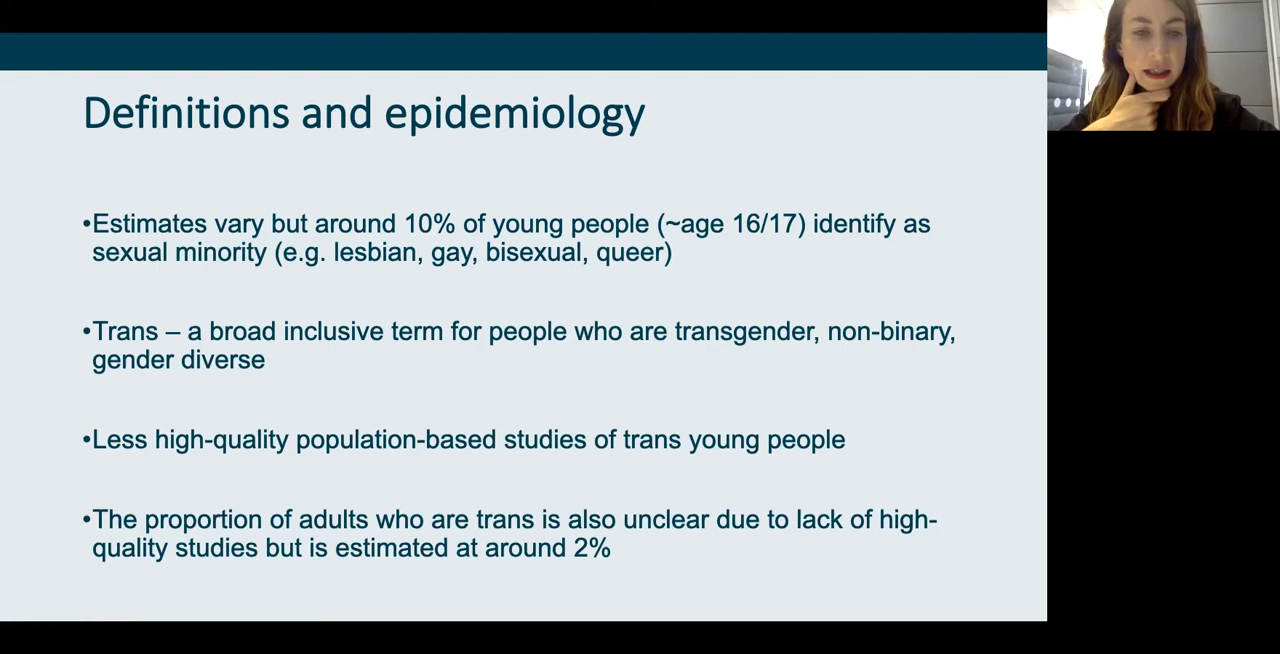 Definitions and epidemiology
•Estimates vary but around 10% of young people (~age 16/17) identify as
sexual minority (e.g. lesbian, gay, bisexual, queer)
•Trans – a broad inclusive term for people who are transgender, non-binary,
gender diverse
•Less high-quality population-based studies of trans young people
•The proportion of adults who are trans is also unclear due to lack of high-
quality studies but is estimated at around 2%